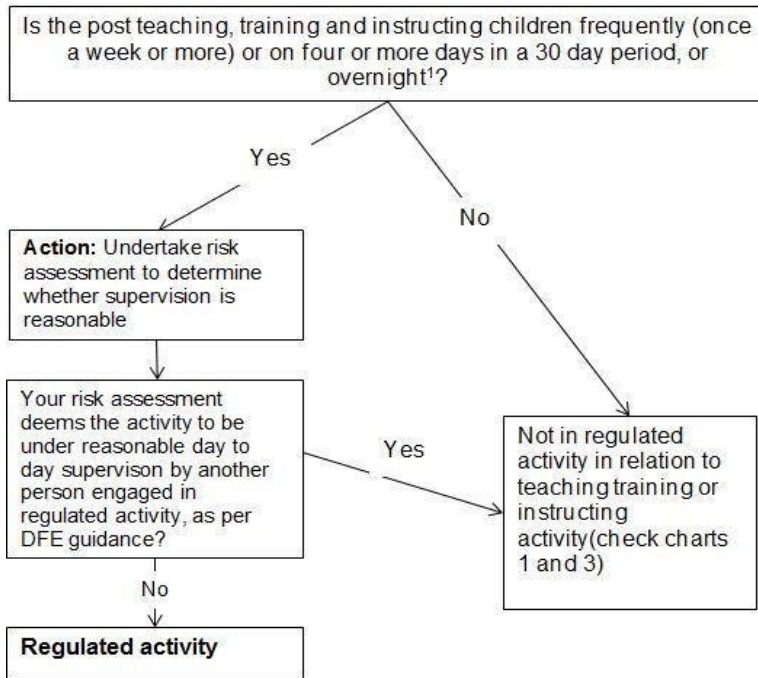 Is the post teaching, training and instructing children frequently (once
a week or more) or on four or more days in a 30 day period, or
overnight¹?
Yes
No
Action: Undertake risk
assessment to determine
whether supervision is
reasonable
Your risk assessment
deems the activity to be
under reasonable day to
day supervison by another
person engaged in
regulated activity, as per
DFE guidance?
Yes
Not in regulated
activity in relation to
teaching training or
instructing
activity(check charts
1 and 3)
No
Regulated activity